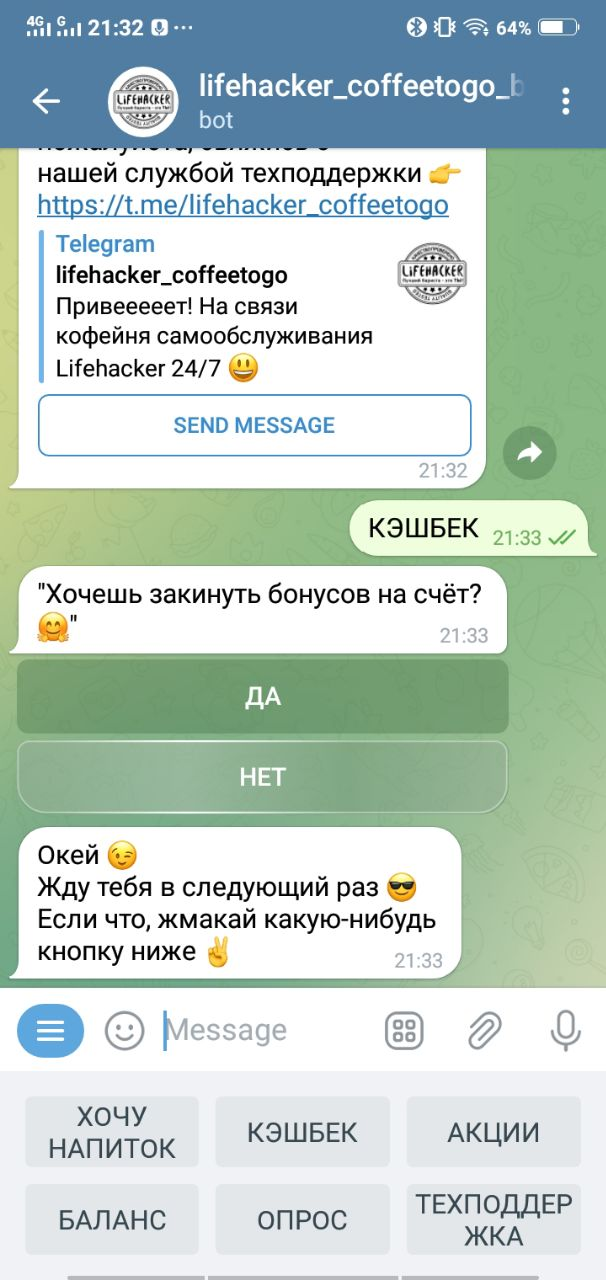 4G G 21:32 ... 64%
lifehacker_coffeetogo_b
bot
нашей службой техподдержки 👉
https://t.me/lifehacker_coffeetogo
Telegram
lifehacker_coffeetogo
Привеееееет! На связи
кофейня самообслуживания
Lifehacker 24/7 😃
LiFEHACKER
SEND MESSAGE
21:32
КЭШБЕК 21:33
"Хочешь закинуть бонусов на счёт?
🤗"
21:33
ДА
НЕТ
Окей 😉
Жду тебя в следующий раз 😎
Если что, жмакай какую-нибудь
кнопку ниже ✌
21:33
Message
ХОЧУ
НАПИТОК
КЭШБЕК
АКЦИИ
БАЛАНС
ОПРОС
ТЕХПОДДЕР
ЖКА